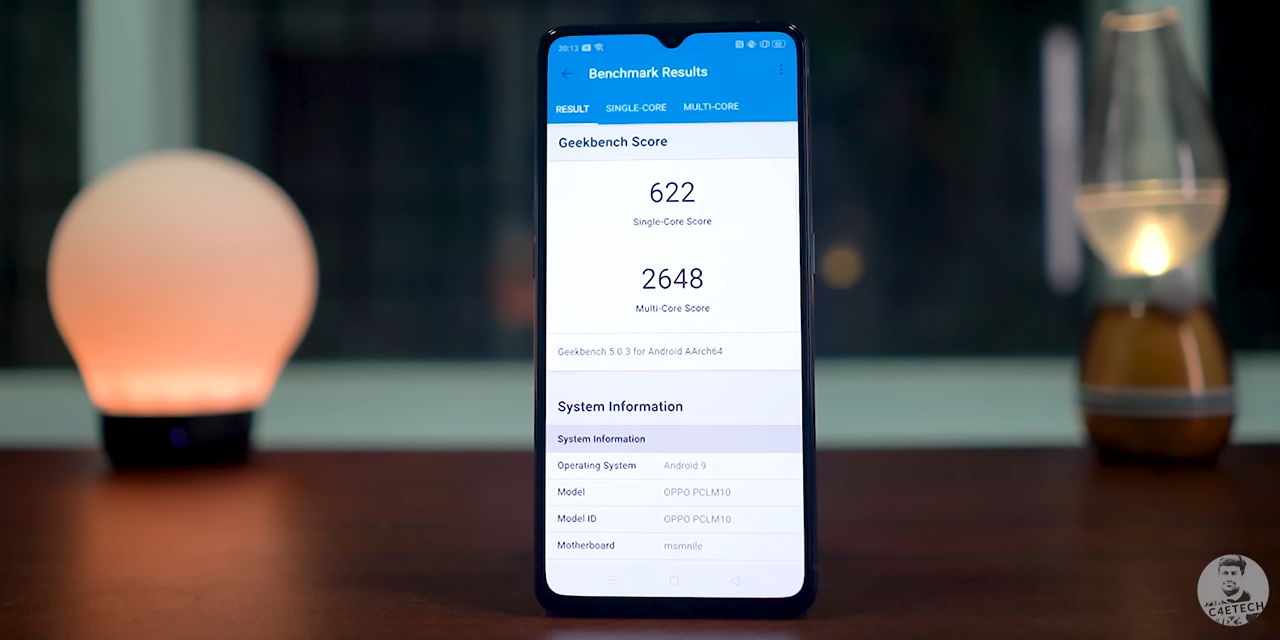 20:13
Benchmark Results
RESULT SINGLE-CORE MULTI-CORE
Geekbench Score
622
Single-Core Score
2648
Multi-Core Score
Geekbench 5.0.3 for Android AArch64
System Information
System Information
Operating System Android 9
Model OPPO PCLM10
Model ID OPPO PCLM10
Motherboard msmnile
C4ETECH